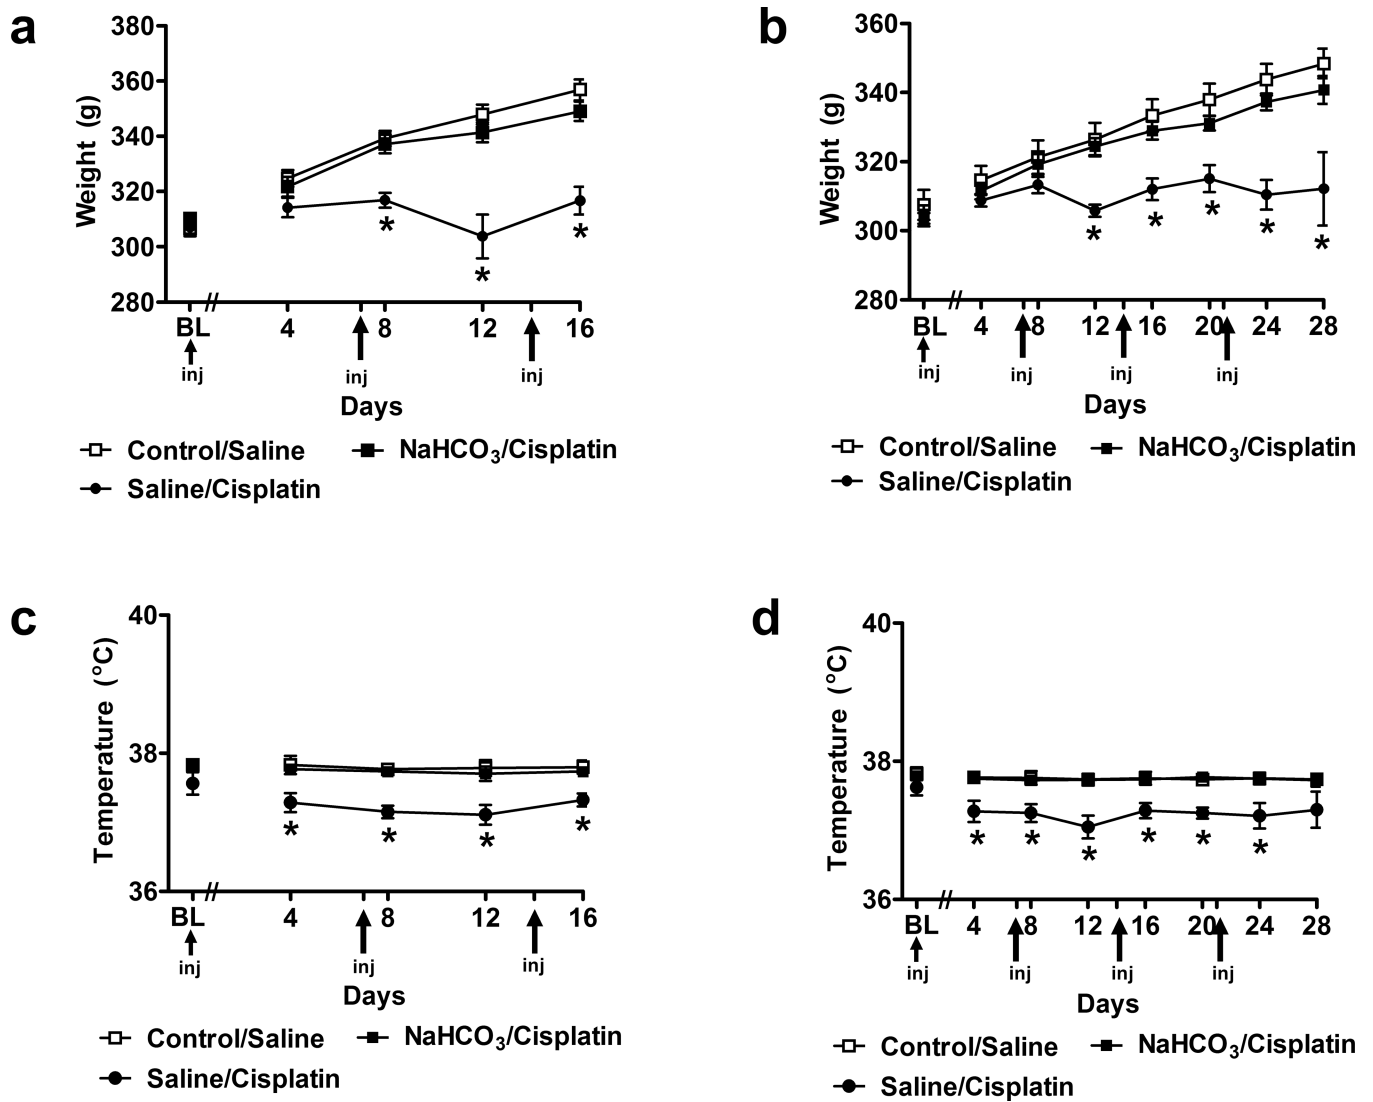 a
380
360
340
320
300
280
Weight (g)
*
*
*
BL
4
8
12
16
inj
inj
inj
Days
Control/Saline
NaHCO3/Cisplatin
Saline/Cisplatin
b
360
340
320
300
280
Weight (g)
*
*
*
*
*
BL
4
8
12
16
20
24
28
inj
inj
inj
inj
Days
Control/Saline
NaHCO3/Cisplatin
Saline/Cisplatin
c
40
38
36
Temperature (°C)
*
*
*
*
BL
4
8
12
16
inj
inj
inj
Days
Control/Saline
NaHCO3/Cisplatin
Saline/Cisplatin
d
40
38
36
Temperature (°C)
*
*
*
*
*
*
BL
4
8
12
16
20
24
28
inj
inj
inj
inj
Days
Control/Saline
NaHCO3/Cisplatin
Saline/Cisplatin